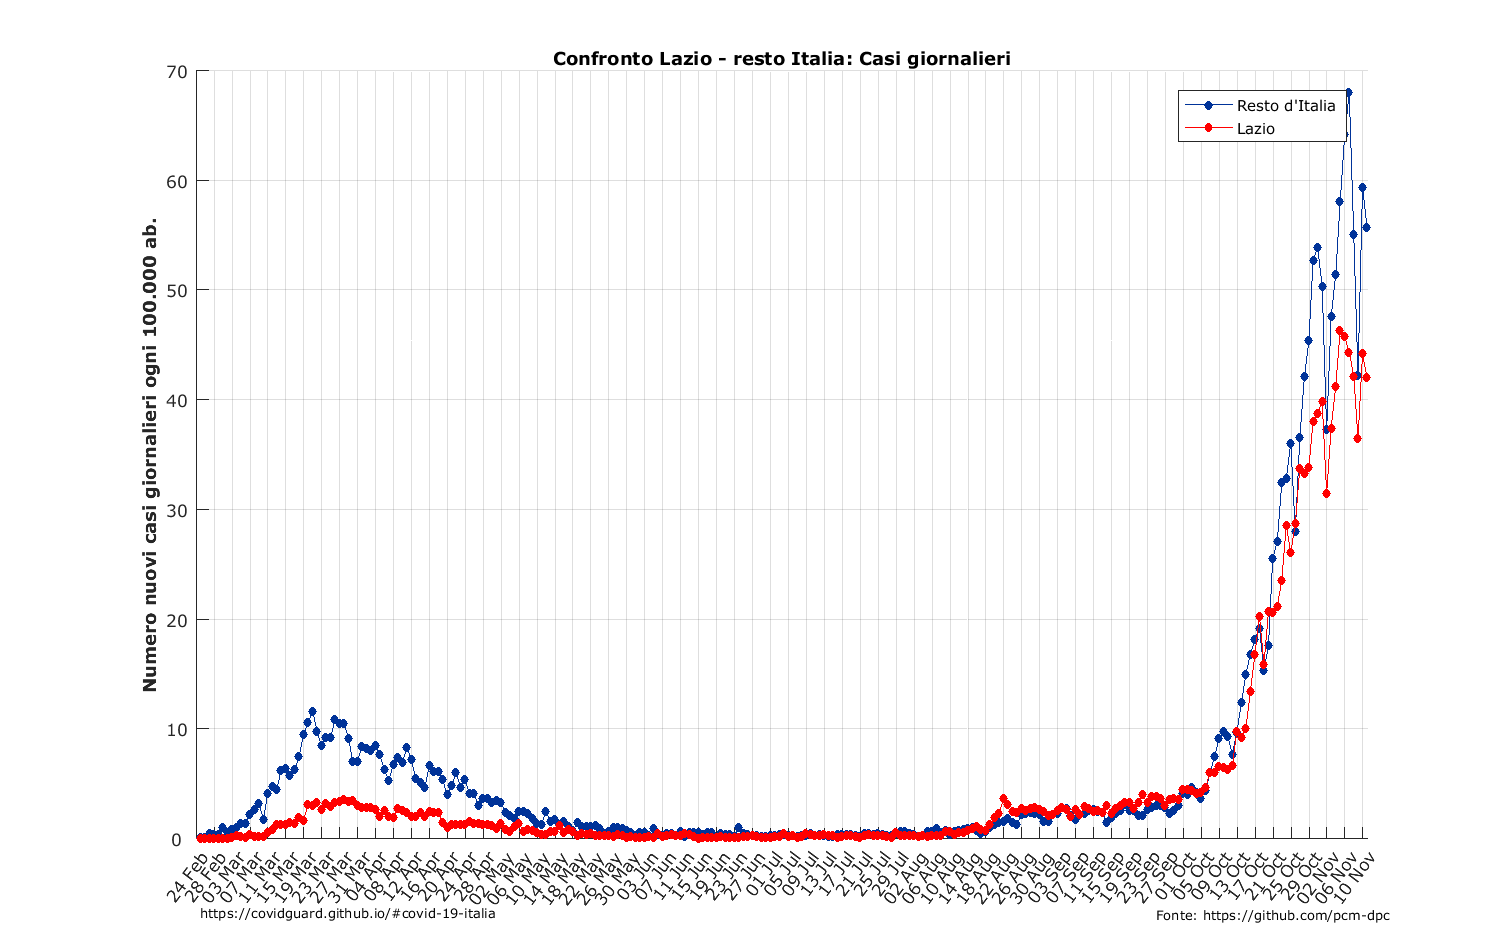 Confronto Lazio - resto Italia: Casi giornalieri
Resto d'Italia
Lazio
Numero nuovi casi giornalieri ogni 100.000 ab.
70
60
50
40
30
20
10
0
24 Feb
28 Feb
03 Mar
07 Mar
11 Mar
15 Mar
19 Mar
23 Mar
27 Mar
31 Mar
04 Apr
08 Apr
12 Apr
16 Apr
20 Apr
24 Apr
28 Apr
02 May
06 May
10 May
14 May
18 May
22 May
26 May
30 May
03 Jun
07 Jun
11 Jun
15 Jun
19 Jun
23 Jun
27 Jun
01 Jul
05 Jul
09 Jul
13 Jul
17 Jul
21 Jul
25 Jul
29 Jul
02 Aug
06 Aug
10 Aug
14 Aug
18 Aug
22 Aug
26 Aug
30 Aug
03 Sep
07 Sep
11 Sep
15 Sep
19 Sep
23 Sep
27 Sep
01 Oct
05 Oct
09 Oct
13 Oct
17 Oct
21 Oct
25 Oct
29 Oct
02 Nov
06 Nov
10 Nov
https://covidguard.github.io/#covid-19-italia
Fonte: https://github.com/pcm-dpc